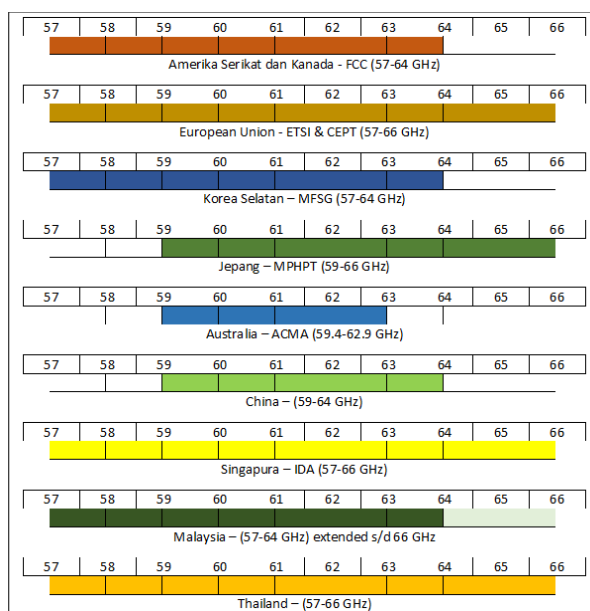 57 58 59 60 61 62 63 64 65 66
Amerika Serikat dan Kanada - FCC (57-64 GHz)
57 58 59 60 61 62 63 64 65 66
European Union - ETSI & CEPT (57-66 GHz)
57 58 59 60 61 62 63 64 65 66
Korea Selatan – MFSG (57-64 GHz)
57 58 59 60 61 62 63 64 65 66
Jepang – MPHPT (59-66 GHz)
57 58 59 60 61 62 63 64 65 66
Australia – ACMA (59.4-62.9-GHz)
57 58 59 60 61 62 63 64 65 66
China – (59-64 GHz)
57 58 59 60 61 62 63 64 65 66
Singapura – IDA (57-66 GHz)
57 58 59 60 61 62 63 64 65 66
Malaysia – (57-64 GHz) extended s/d 66 GHz
57 58 59 60 61 62 63 64 65 66
Thailand – (57-66 GHz)